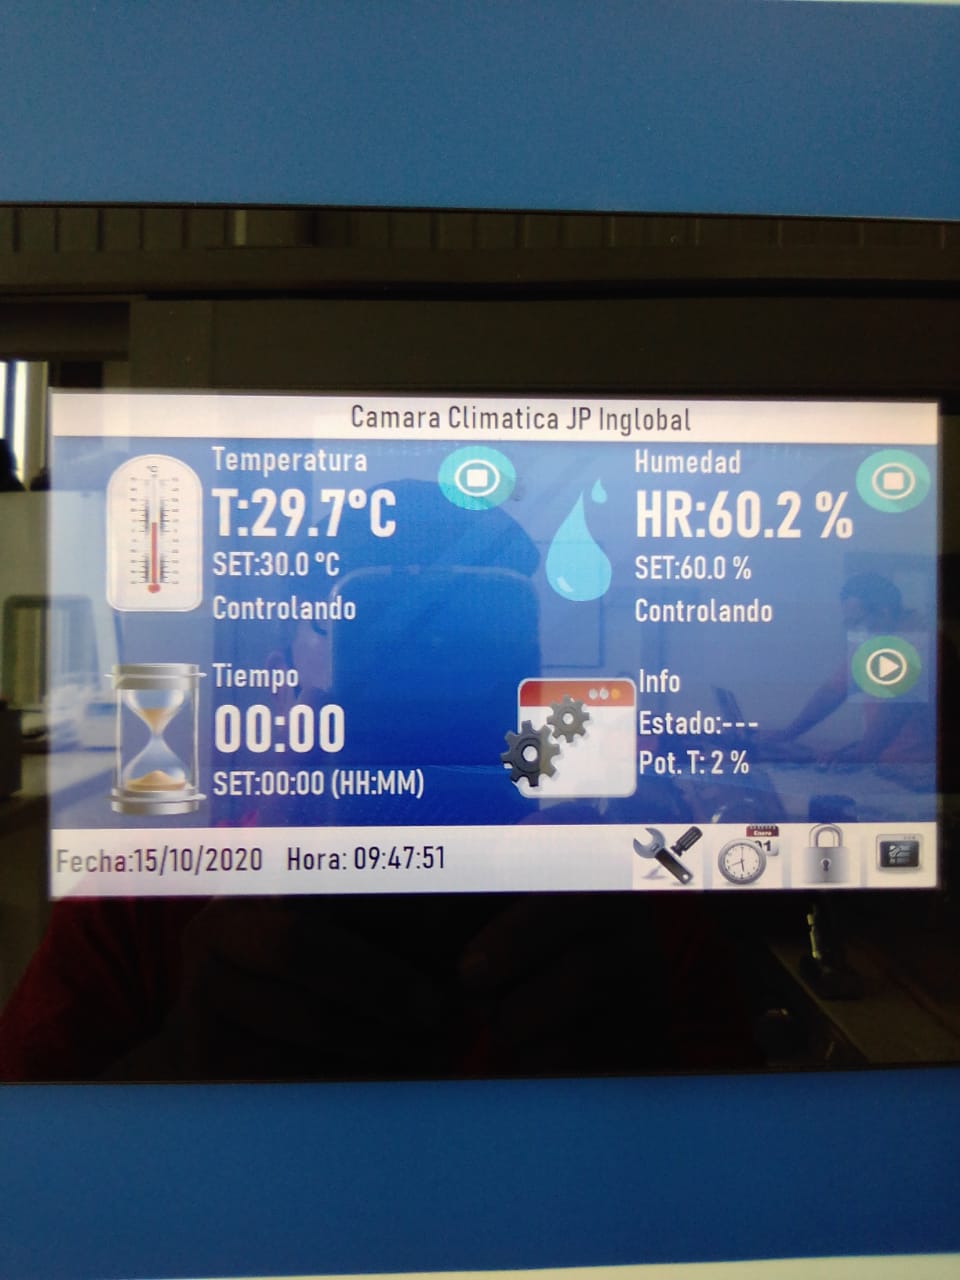 Camara Climatica JP Inglobal
Temperatura
T:29.7°C
SET:30.0 °C
Controlando
Humedad
HR:60.2 %
SET:60.0 %
Controlando
Tiempo
00:00
SET:00:00 (HH:MM)
Info
Estado:---
Pot. T: 2 %
Fecha:15/10/2020 Hora: 09:47:51
Enero